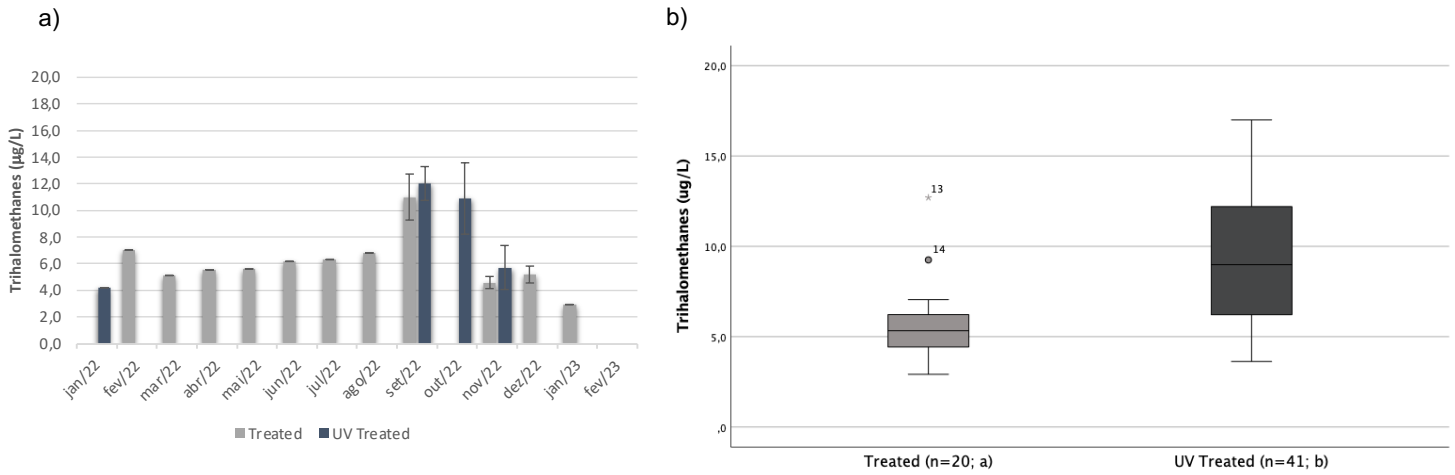 a)
Trihalomethanes (µg/L)
20,0
18,0
16,0
14,0
12,0
10,0
8,0
6,0
4,0
2,0
0,0
jan/22
fev/22
mar/22
abr/22
mai/22
jun/22
jul/22
ago/22
set/22
out/22
nov/22
dez/22
jan/23
fev/23
Treated UV Treated
b)
Trihalomethanes (ug/L)
20,0
15,0
10,0
5,0
,0
13
14
Treated (n=20; a) UV Treated (n=41; b)